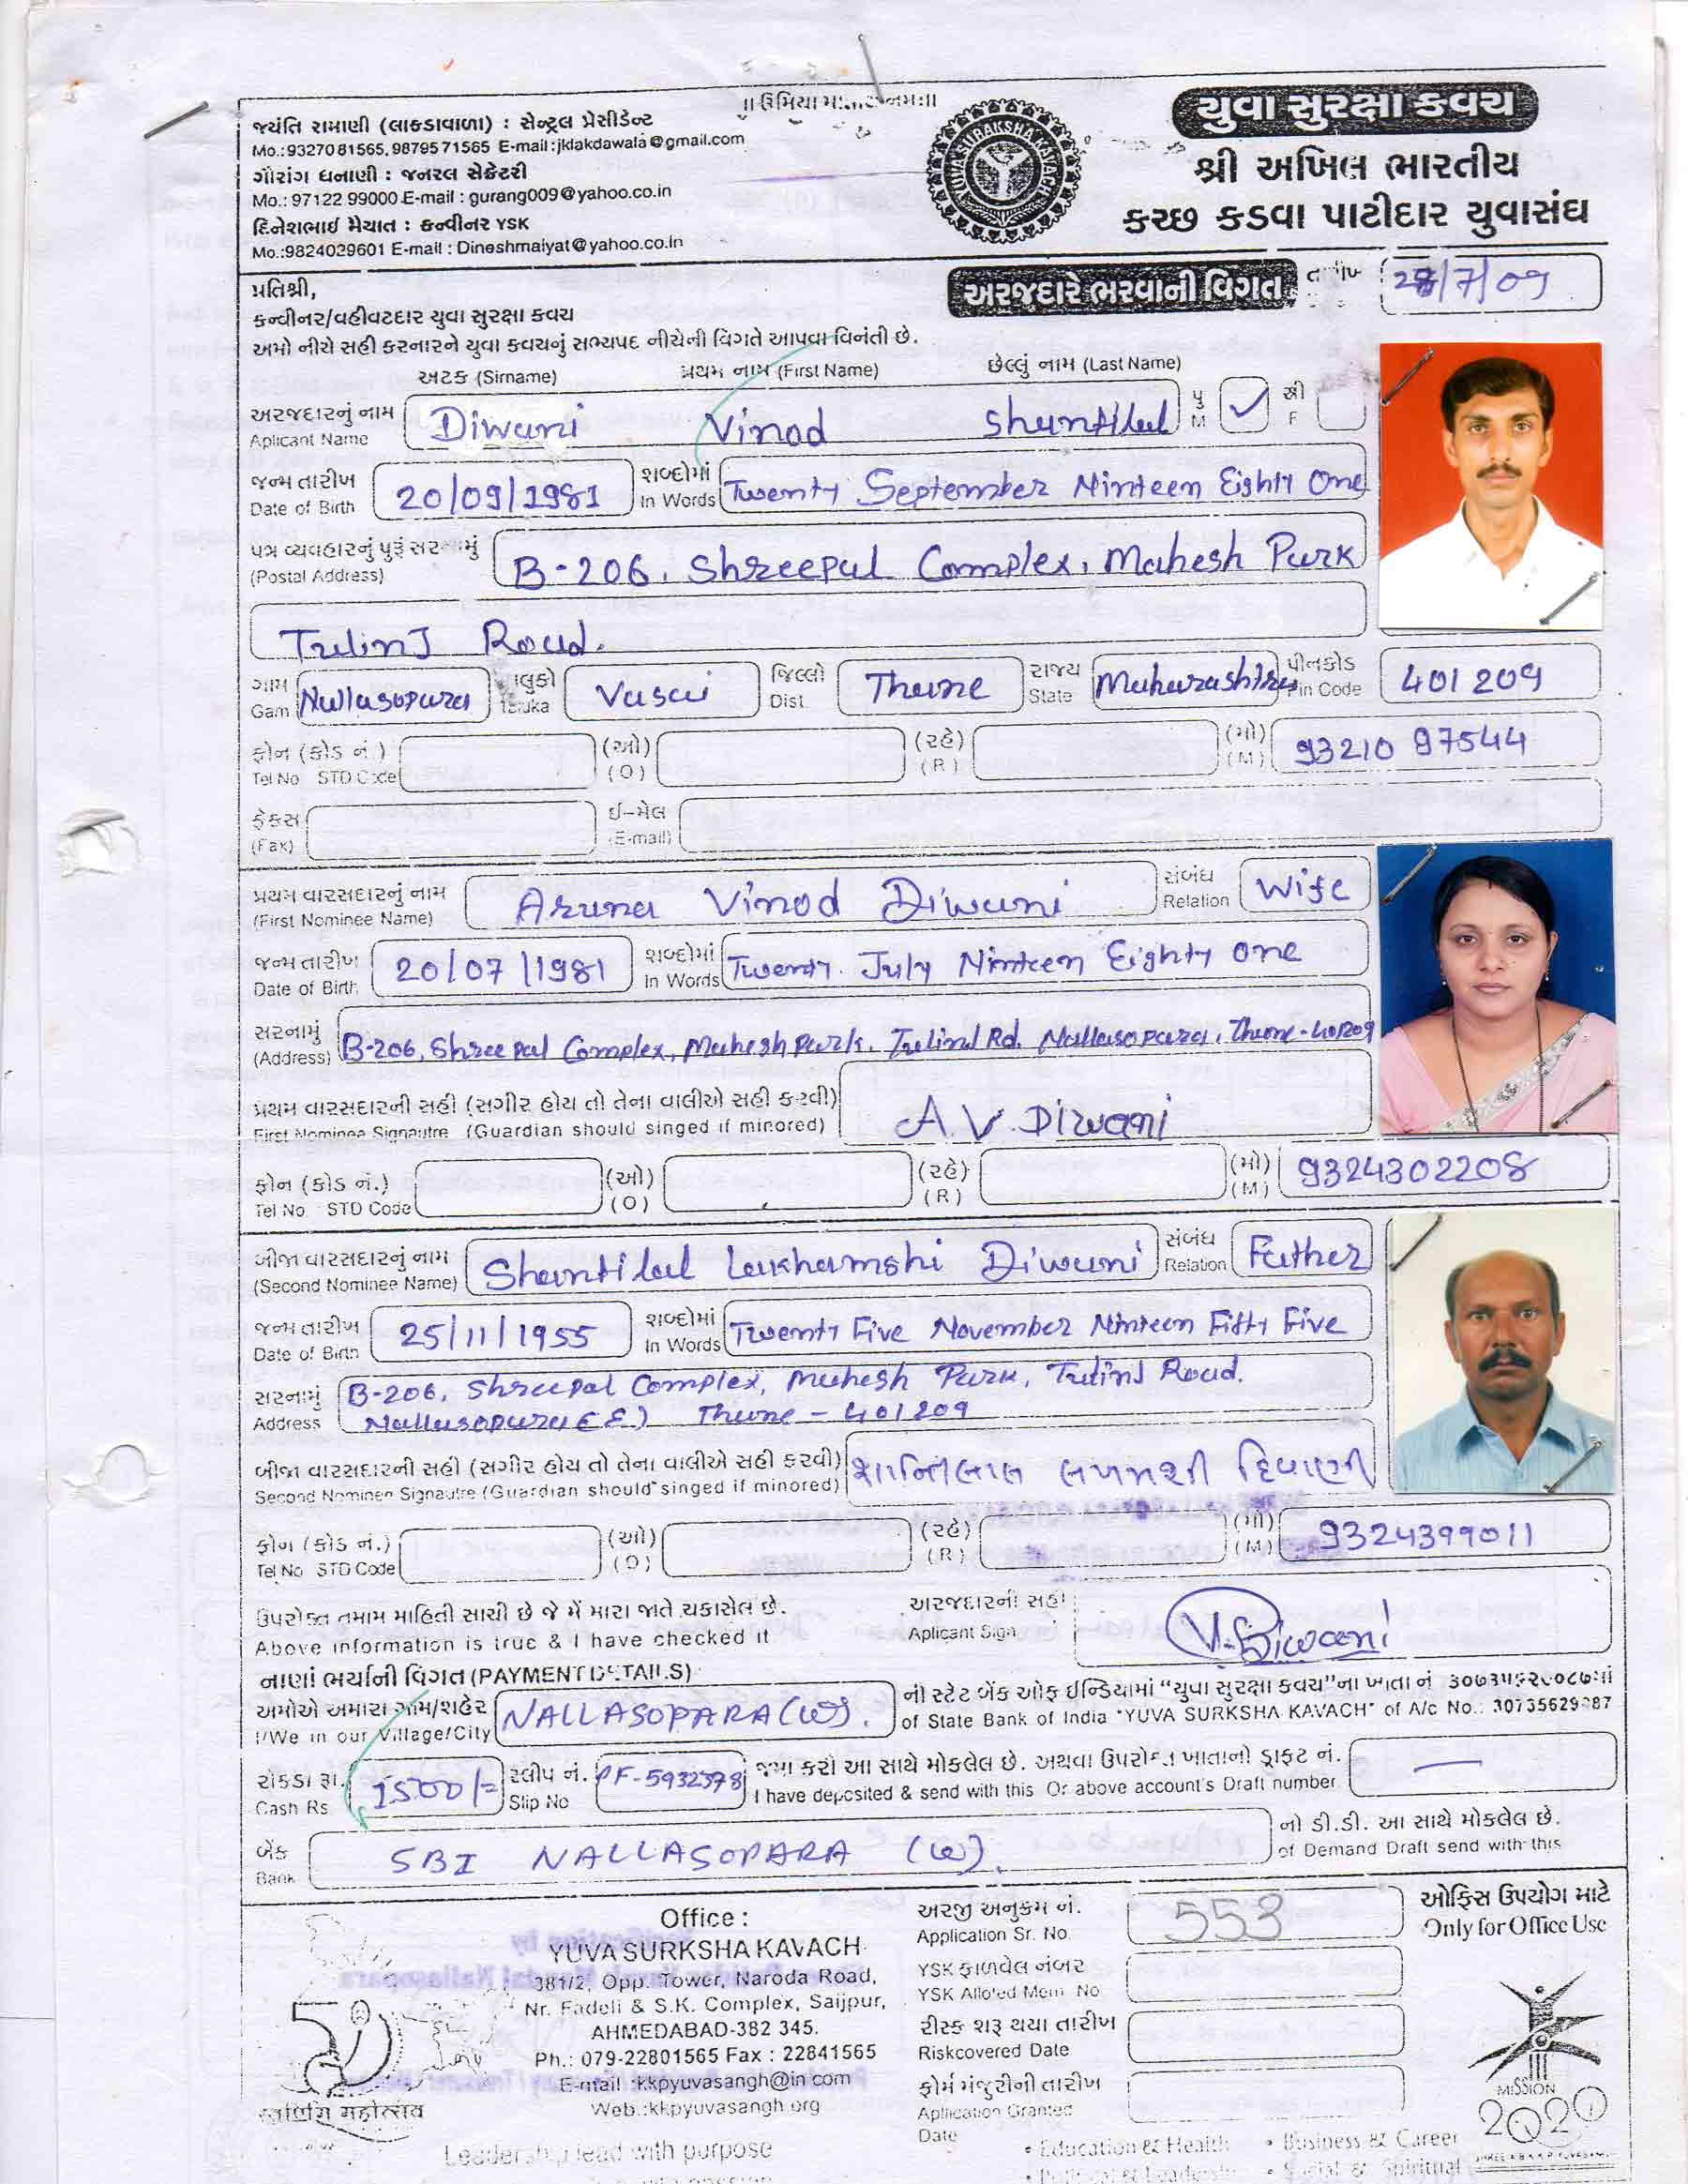 ॥ ઉમિયા
જયંતિ રામાણી (લાકડાવાળા) : સેન્ટ્રલ પ્રેસીડેન્ટ
Mo.:9327081565, 9879571565 E-mail:jklakdawala@gmail.com
ગૌરાંગ ધનાણી : જનરલ સેક્રેટરી
Mo.: 97122 99000 E-mail : gurang009@yahoo.co.in
દિનેશભાઈ મૈયાત : કન્વીનર YSK
Mo.:9824029601 E-mail : Dineshmaiyat@yahoo.co.in
YUVA SURAKSHA KAVACH
યુવા સુરક્ષા કવચ
શ્રી અખિલ ભારતીય
કચ્છ કડવા પાટીદાર યુવાસંઘ
અરજદારે ભરવાની વિગત
28/7/09
પ્રતિશ્રી,
કન્વીનર/વહીવટદાર યુવા સુરક્ષા કવચ
અમો નીચે સહી કરનારને યુવા કવચનું સભ્યપદ નીચેની વિગતે આપવા વિનંતી છે.
અટક (Sirname) પ્રથમ નામ (First Name) છેલ્લું નામ (Last Name)
અરજદારનું નામ Diwani Vinod Shantilal પુ ✓ સ્ત્રી
Aplicant Name M F
જન્મ તારીખ 20/09/1981 શબ્દોમાં Twenty September Ninteen Eighty One
Date of Birth In Words
પત્ર વ્યવહારનું પુરૂં B-206, Shreepal Complex, Mahesh Park
(Postal Address)
Tulinj Road.
ગામ Nallasopara Vasai જિલ્લો Thane રાજ્ય Maharashtra પીનકોડ 401209
Gam Dist. State Pin Code
ફોન (કોડ નં ) (ઓ) (રહે) (મો) 93210 97544
Tel No STD Code (O) (R) (M)
ફેકસ ઈ-મેલ
(Fax) (E-mail)
પ્રથમ વારસદારનું નામ Aruna Vinod Diwani સંબંધ Wife
(First Nominee Name) Relation
જન્મ તારીખ 20/07/1981 શબ્દોમાં Twenty July Ninteen Eighty One
Date of Birth In Words
સરનામું B-206, Shree pal Complex, Mahesh Park, Tulinj Rd. Nallasopara, Thane-401209
(Address)
પ્રથમ વારસદારની સહી (સગીર હોય તો તેના વાલીએ સહી કરવી) A.V. Diwani
First Nominee Signautre (Guardian should singed if minored)
ફોન (કોડ નં.) (ઓ) (રહે) (મો) 9324302208
Tel No STD Code (O) (R) (M)
બીજા વારસદારનું નામ Shantilal Lakhamshi Diwani સંબંધ Father
(Second Nominee Name) Relation
જન્મ તારીખ 25/11/1955 શબ્દોમાં Twenty Five November Ninteen Fifty Five
Date of Birth In Words
સરનામું B-206, Shreepal Complex, Mahesh Park, Tulinj Road.
Address Nallasopara (E) Thane - 401209
બીજા વારસદારની સહી (સગીર હોય તો તેના વાલીએ સહી કરવી) શાન્તિલાલ લખમશી દિવાણી
Second Nominee Signautre (Guardian should singed if minored)
ફોન (કોડ નં.) (ઓ) (રહે) (મો) 9324399011
Tel No STD Code (O) (R) (M)
ઉપરોક્ત તમામ માહિતી સાચી છે જે મેં મારા જાતે ચકાસેલ છે. અરજદારની સહી V. Diwani
Above information is true & I have checked it Aplicant Sign
નાણાં ભર્યાની વિગત (PAYMENT DETAILS)
અમોએ અમારા ગામ/શહેર NALLASOPARA (W). ની સ્ટેટ બેંક ઓફ ઈન્ડિયામાં "યુવા સુરક્ષા કવચ"ના ખાતા નં
I/We in our Village/City of State Bank of India "YUVA SURKSHA KAVACH" of A/c No.:
રોકડા રૂા. 1500/- સ્લીપ નં. PF-5932378 જમા કરી આ સાથે મોકલેલ છે. અથવા ઉપરોક્ત ખાતાનો ડ્રાફટ નં. —
Cash Rs Slip No I have depcsited & send with this Or above account's Draft number
બેંક SBI NALLASOPARA (W). નો ડી.ડી. આ સાથે મોકલેલ છે.
Bank of Demand Draft send with this
Office :
YUVA SURKSHA KAVACH
381/2, Opp. Tower, Naroda Road,
Nr. Fadeli & S.K. Complex, Saijpur,
AHMEDABAD-382 345.
Ph.: 079-22801565 Fax : 22841565
E-mail :kkpyuvasangh@in.com
Web.:kkpyuvasangh.org
અરજી અનુક્રમ નં. 553 ઓફિસ ઉપયોગ માટે
Application Sr. No Only for Office Use
YSK ફાળવેલ નંબર
YSK Alloted Mem No
રીસ્ક શરૂ થયા તારીખ
Riskcovered Date
ફોર્મ મંજુરીની તારીખ
Apliication Granted
Date
MISSION
2020
Leadership lead with purpose
• Education & Health • Business & Career